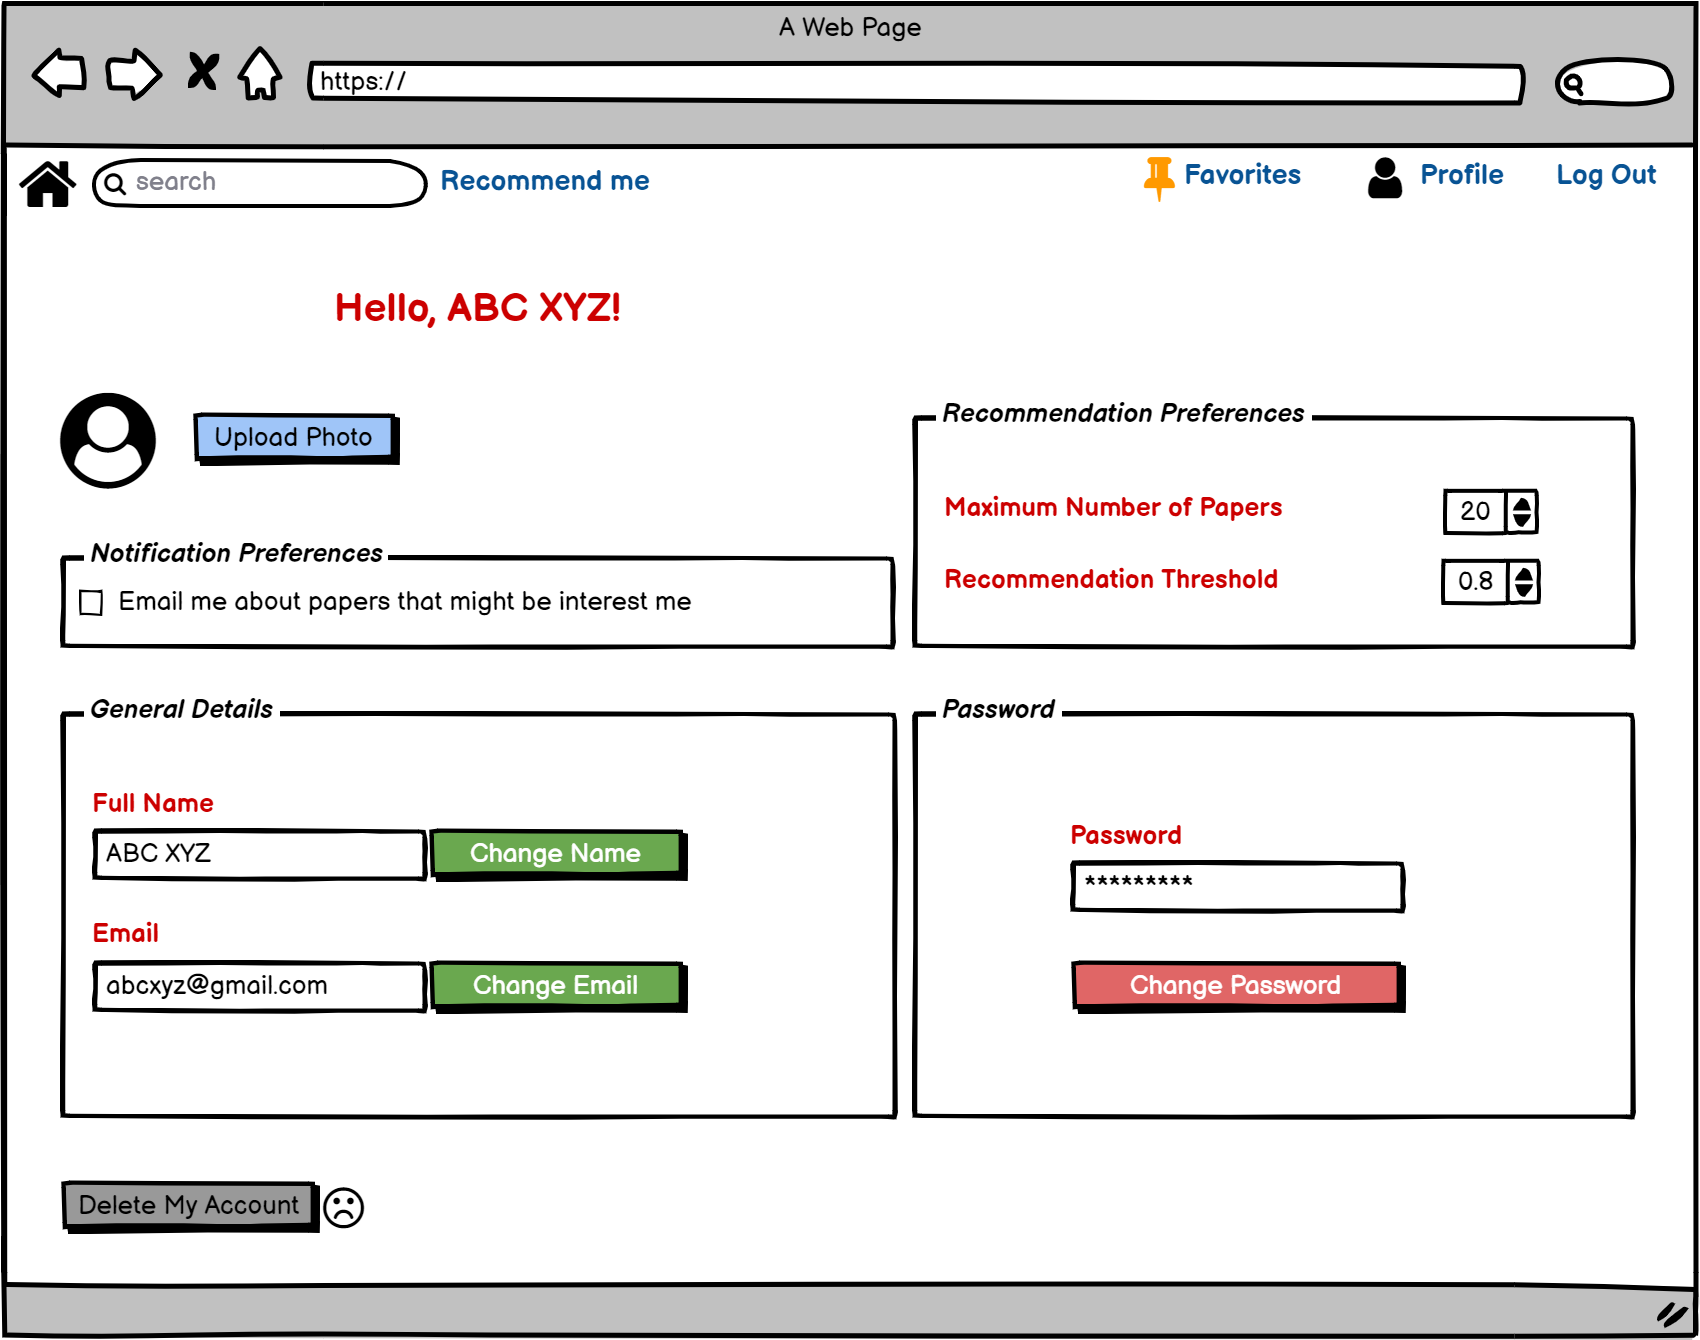 A Web Page
https://
search
Recommend me
Favorites
Profile
Log Out
Hello, ABC XYZ!
Upload Photo
Recommendation Preferences
Maximum Number of Papers
20
Recommendation Threshold
0.8
Notification Preferences
Email me about papers that might be interest me
General Details
Full Name
ABC XYZ
Change Name
Email
abcxyz@gmail.com
Change Email
Password
Password
*********
Change Password
Delete My Account